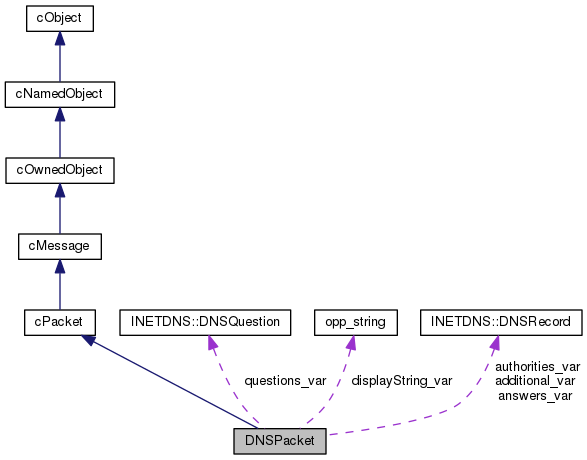 cObject
cNamedObject
cOwnedObject
cMessage
cPacket
INETDNS::DNSQuestion
opp_string
INETDNS::DNSRecord
questions_var
displayString_var
authorities_var
additional_var
answers_var
DNSPacket